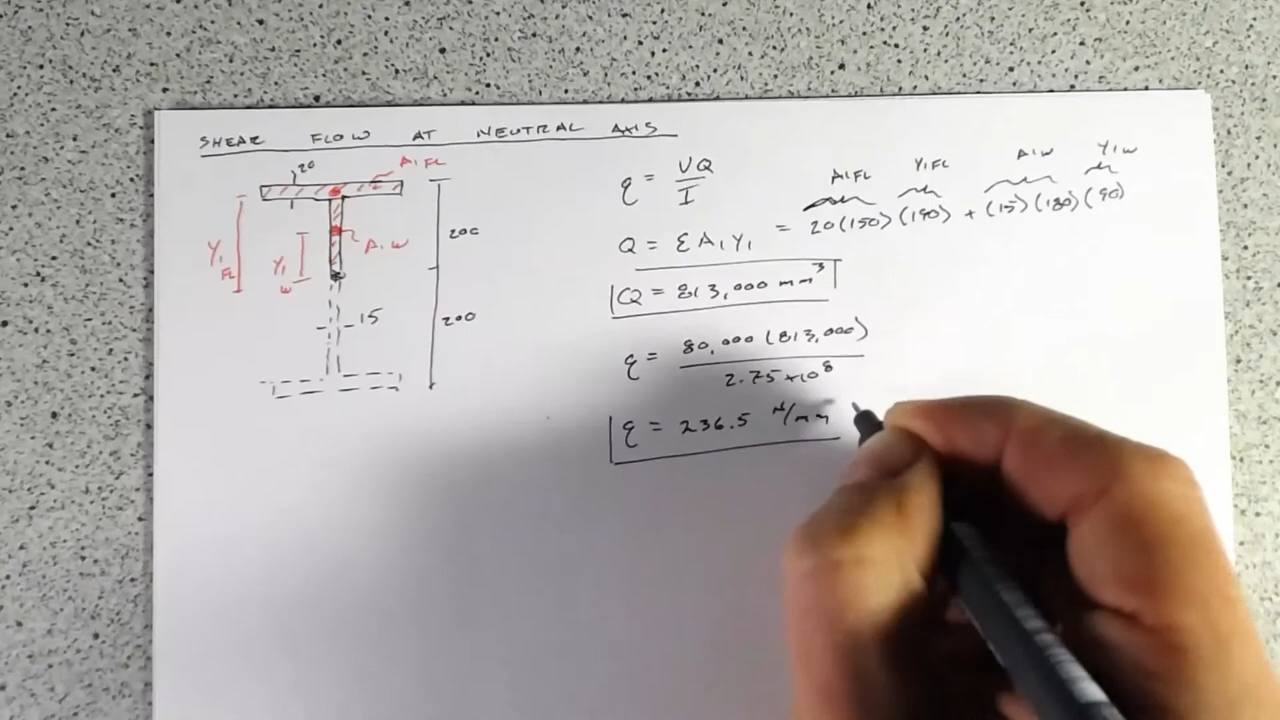 SHEAR FLOW AT NEUTRAL AXIS
20
A1FL
Y1
FL
Y1
W
A1W
200
15
200
q = VQ
I
A1FL Y1FL A1W Y1W
Q = ΣA1Y1 = 20(150)(190) + (15)(180)(90)
Q = 813,000 mm³
q = 80,000(813,000)
2.75×10⁸
q = 236.5 N/mm